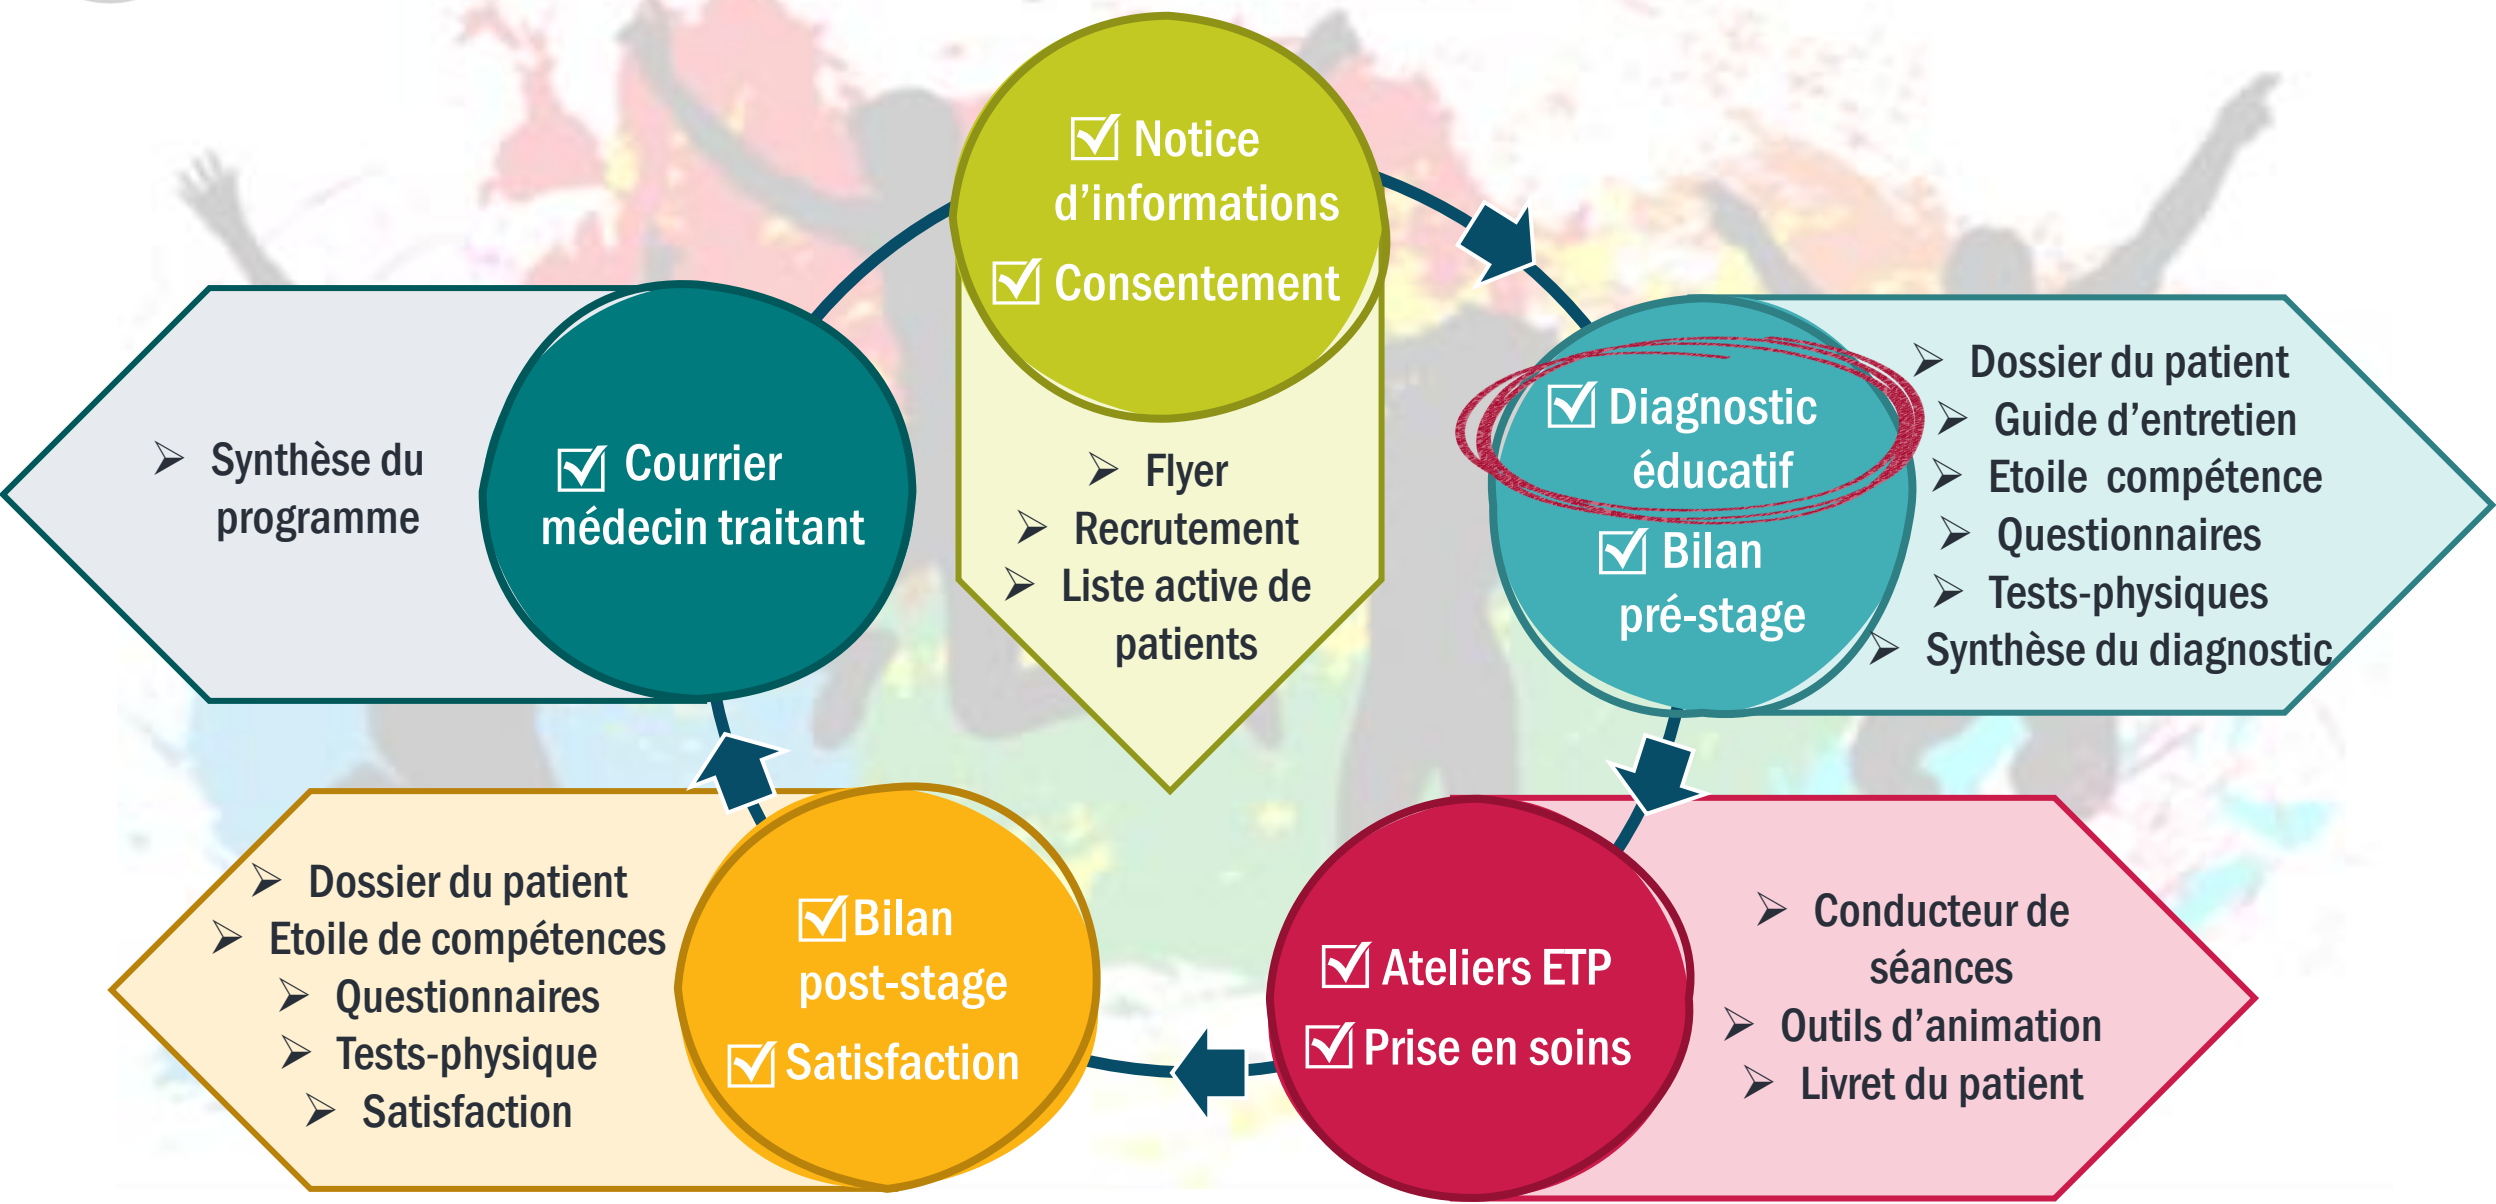 ☑ Notice
d’informations
☑ Consentement
➢ Flyer
➢ Recrutement
➢ Liste active de
patients
☑ Diagnostic
éducatif
☑ Bilan
pré-stage
➢ Dossier du patient
➢ Guide d’entretien
➢ Etoile compétence
➢ Questionnaires
➢ Tests-physiques
➢ Synthèse du diagnostic
☑ Ateliers ETP
☑ Prise en soins
➢ Conducteur de
séances
➢ Outils d’animation
➢ Livret du patient
☑ Bilan
post-stage
☑ Satisfaction
➢ Dossier du patient
➢ Etoile de compétences
➢ Questionnaires
➢ Tests-physique
➢ Satisfaction
☑ Courrier
médecin traitant
➢ Synthèse du
programme